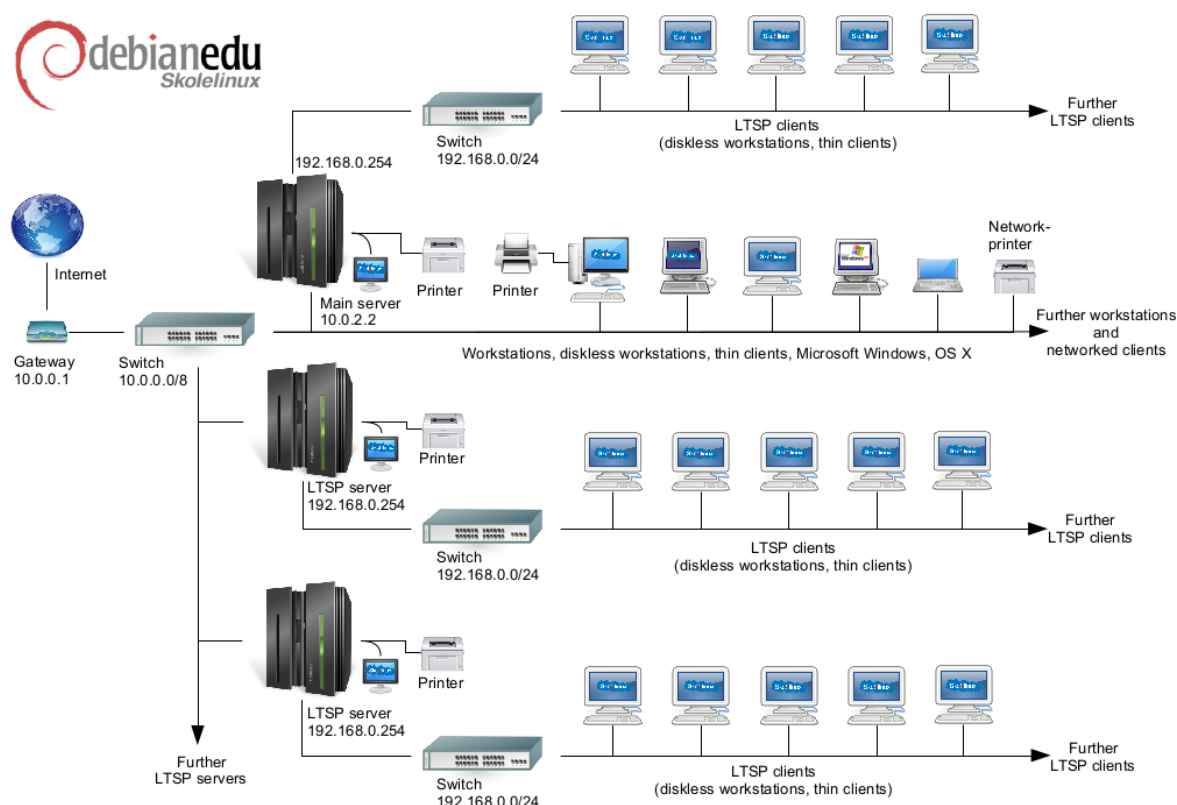 debianedu
Skolelinux
Further
LTSP clients
LTSP clients
(diskless workstations, thin clients)
Switch
192.168.0.0/24
192.168.0.254
Internet
Printer
Printer
Network-
printer
Main server
10.0.2.2
Windows
Further workstations
and
networked clients
Gateway
10.0.0.1
Switch
10.0.0.0/8
Workstations, diskless workstations, thin clients, Microsoft Windows, OS X
Printer
LTSP server
192.168.0.254
Switch
192.168.0.0/24
LTSP clients
(diskless workstations, thin clients)
Further
LTSP clients
Printer
LTSP server
192.168.0.254
Further
LTSP servers
Switch
192.168.0.0/24
LTSP clients
(diskless workstations, thin clients)
Further
LTSP clients